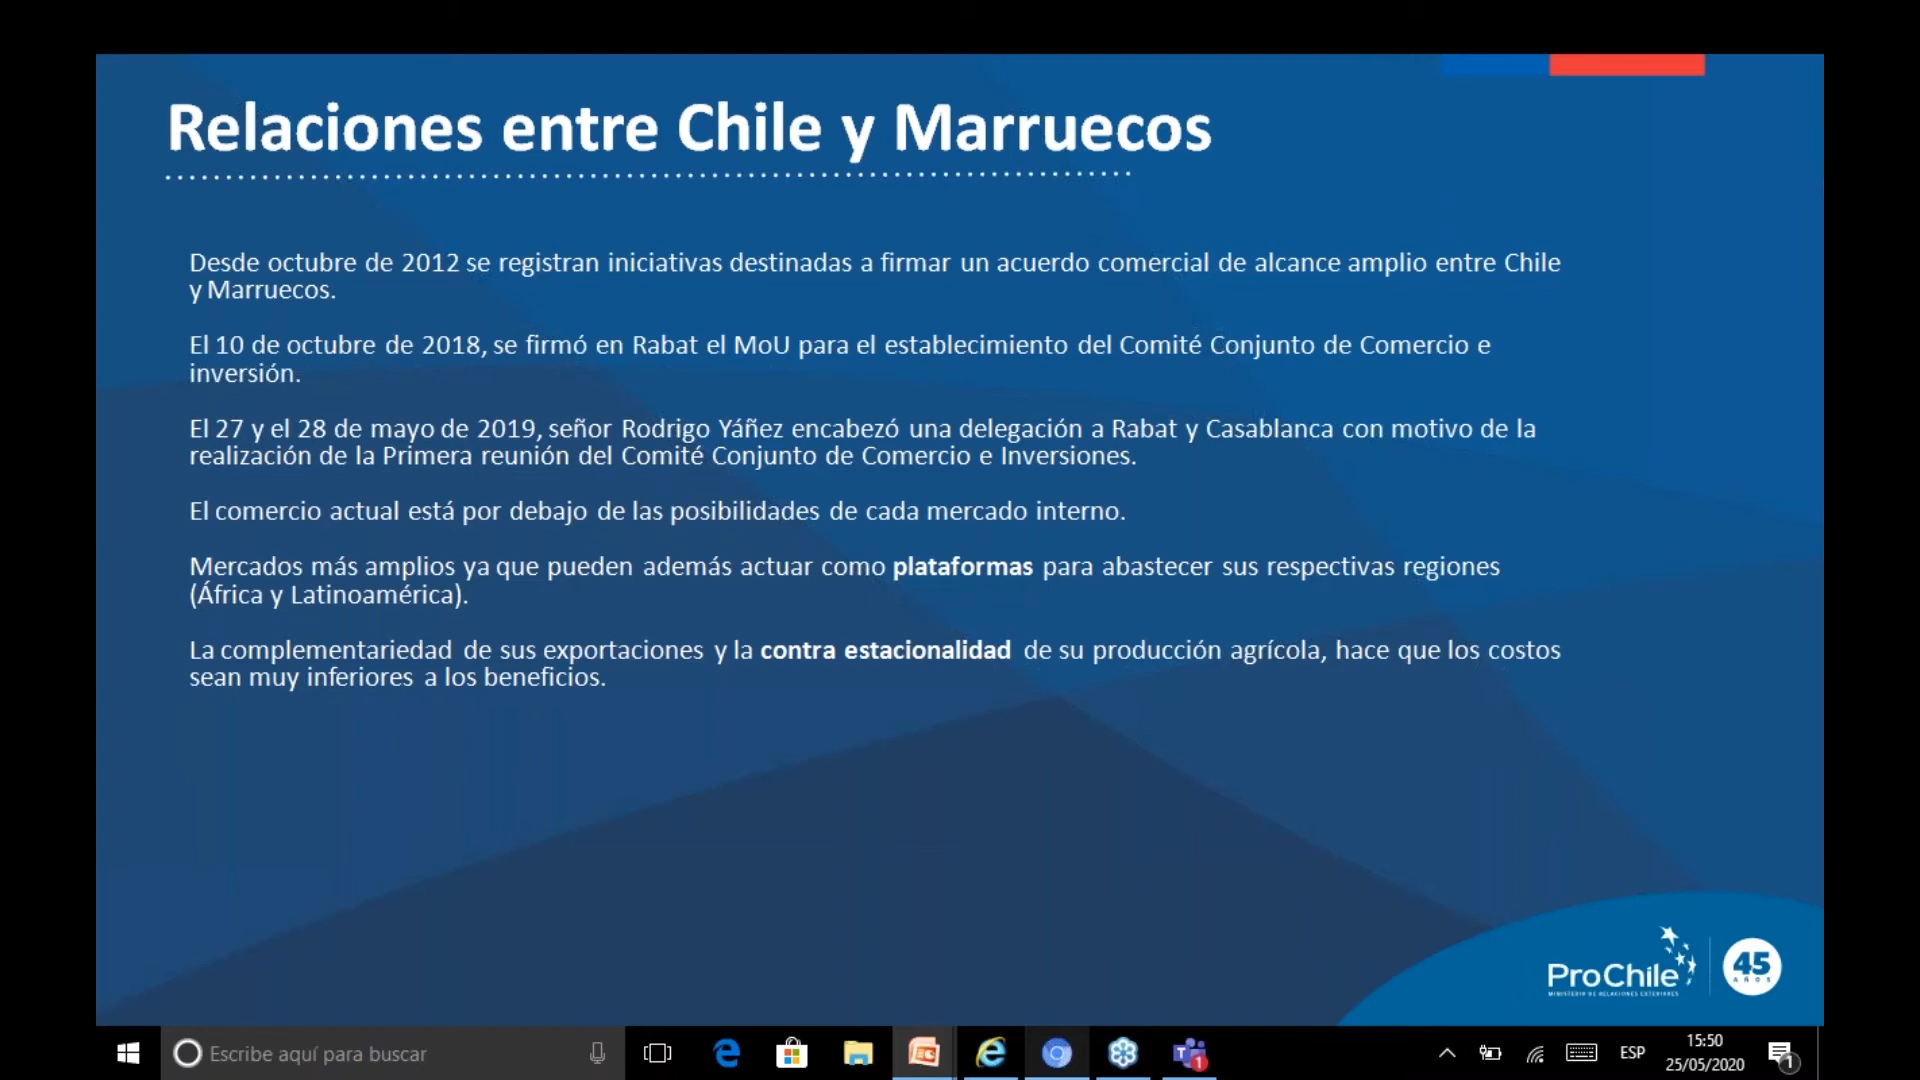 Relaciones entre Chile y Marruecos
Desde octubre de 2012 se registran iniciativas destinadas a firmar un acuerdo comercial de alcance amplio entre Chile
y Marruecos.
El 10 de octubre de 2018, se firmó en Rabat el MoU para el establecimiento del Comité Conjunto de Comercio e
inversión.
El 27 y el 28 de mayo de 2019, señor Rodrigo Yáñez encabezó una delegación a Rabat y Casablanca con motivo de la
realización de la Primera reunión del Comité Conjunto de Comercio e Inversiones.
El comercio actual está por debajo de las posibilidades de cada mercado interno.
Mercados más amplios ya que pueden además actuar como plataformas para abastecer sus respectivas regiones
(África y Latinoamérica).
La complementariedad de sus exportaciones y la contra estacionalidad de su producción agrícola, hace que los costos
sean muy inferiores a los beneficios.
ProChile
MINISTERIO DE RELACIONES EXTERIORES
45
AÑOS
Escribe aquí para buscar
1
ESP
15:50
25/05/2020
1